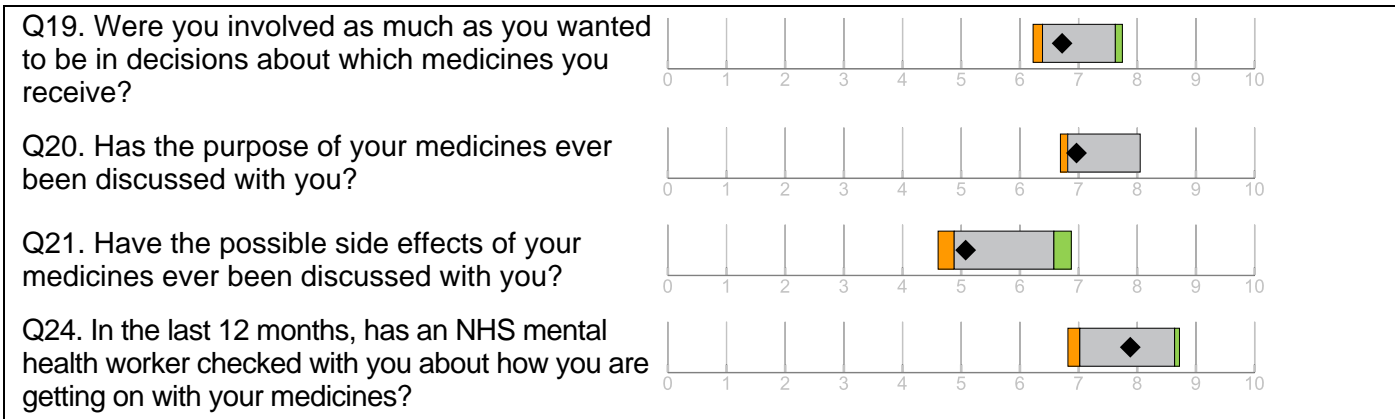 Q19. Were you involved as much as you wanted
to be in decisions about which medicines you
receive?
0 1 2 3 4 5 6 7 8 9 10
Q20. Has the purpose of your medicines ever
been discussed with you?
0 1 2 3 4 5 6 7 8 9 10
Q21. Have the possible side effects of your
medicines ever been discussed with you?
0 1 2 3 4 5 6 7 8 9 10
Q24. In the last 12 months, has an NHS mental
health worker checked with you about how you are
getting on with your medicines?
0 1 2 3 4 5 6 7 8 9 10